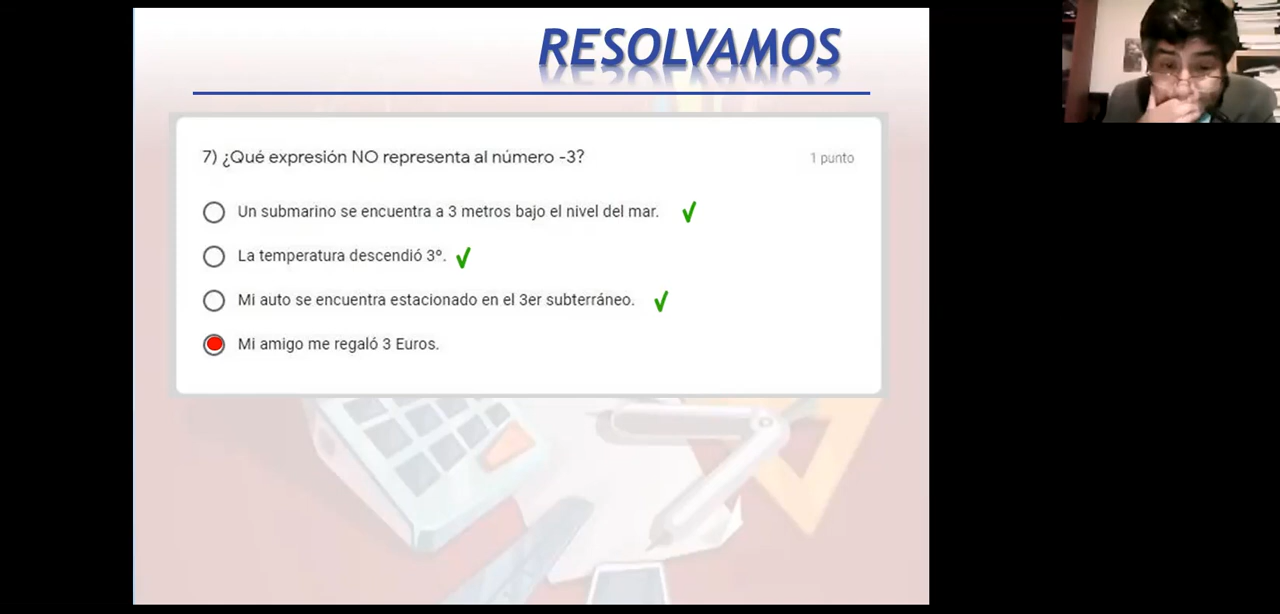 RESOLVAMOS
7) ¿Qué expresión NO representa al número -3?
1 punto
Un submarino se encuentra a 3 metros bajo el nivel del mar.
La temperatura descendió 3º.
Mi auto se encuentra estacionado en el 3er subterráneo.
Mi amigo me regaló 3 Euros.